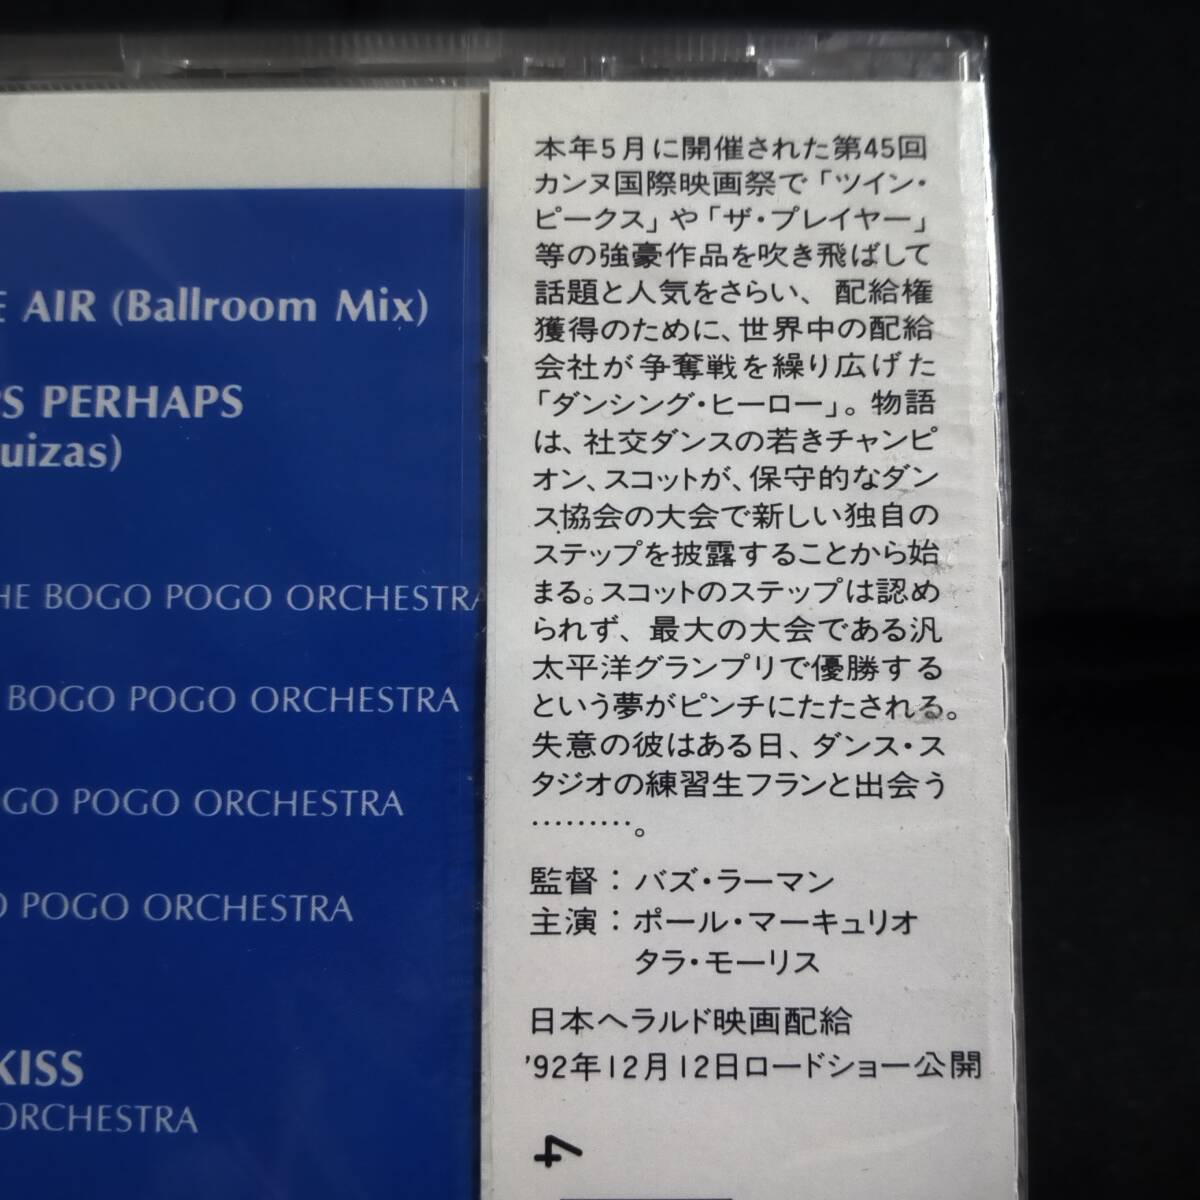 AIR (Ballroom Mix)
PERHAPS
HE BOGO POGO ORCHESTRA
BOGO POGO ORCHESTRA
POGO ORCHESTRA
POGO ORCHESTRA
KISS
ORCHESTRA
本年5月に開催された第45回
カンヌ国際映画祭で「ツイン・
ピークス」や「ザ・プレイヤー」
等の強豪作品を吹き飛ばして
話題と人気をさらい、配給権
獲得のために、世界中の配給
会社が争奪戦を繰り広げた
「ダンシング・ヒーロー」。物語
は、社交ダンスの若きチャンピ
オン、スコットが、保守的なダン
ス協会の大会で新しい独自の
ステップを披露することから始
まる。スコットのステップは認め
られず、最大の大会である汎
太平洋グランプリで優勝する
という夢がピンチにたたされる。
失意の彼はある日、ダンス・ス
タジオの練習生フランと出会う
………。
監督：バズ・ラーマン
主演：ポール・マーキュリオ
タラ・モーリス
日本ヘラルド映画配給
'92年12月12日ロードショー公開
4